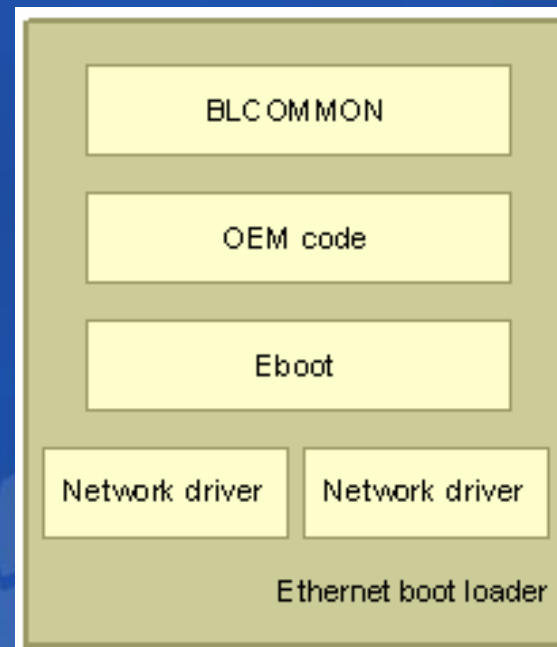 BLCOMMON
OEM code
Eboot
Network driver
Network driver
Ethernet boot loader